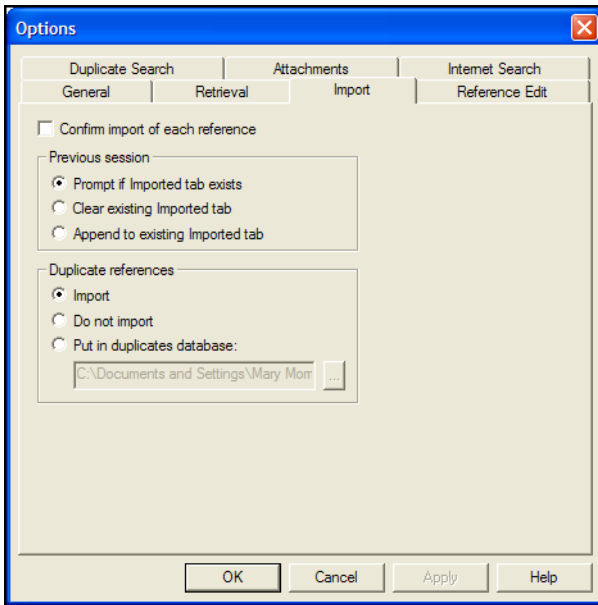 Options
Duplicate Search Attachments Internet Search
General Retrieval Import Reference Edit
Confirm import of each reference
Previous session
Prompt if Imported tab exists
Clear existing Imported tab
Append to existing Imported tab
Duplicate references
Import
Do not import
Put in duplicates database:
C:\Documents and Settings\Mary
...
OK Cancel Apply Help